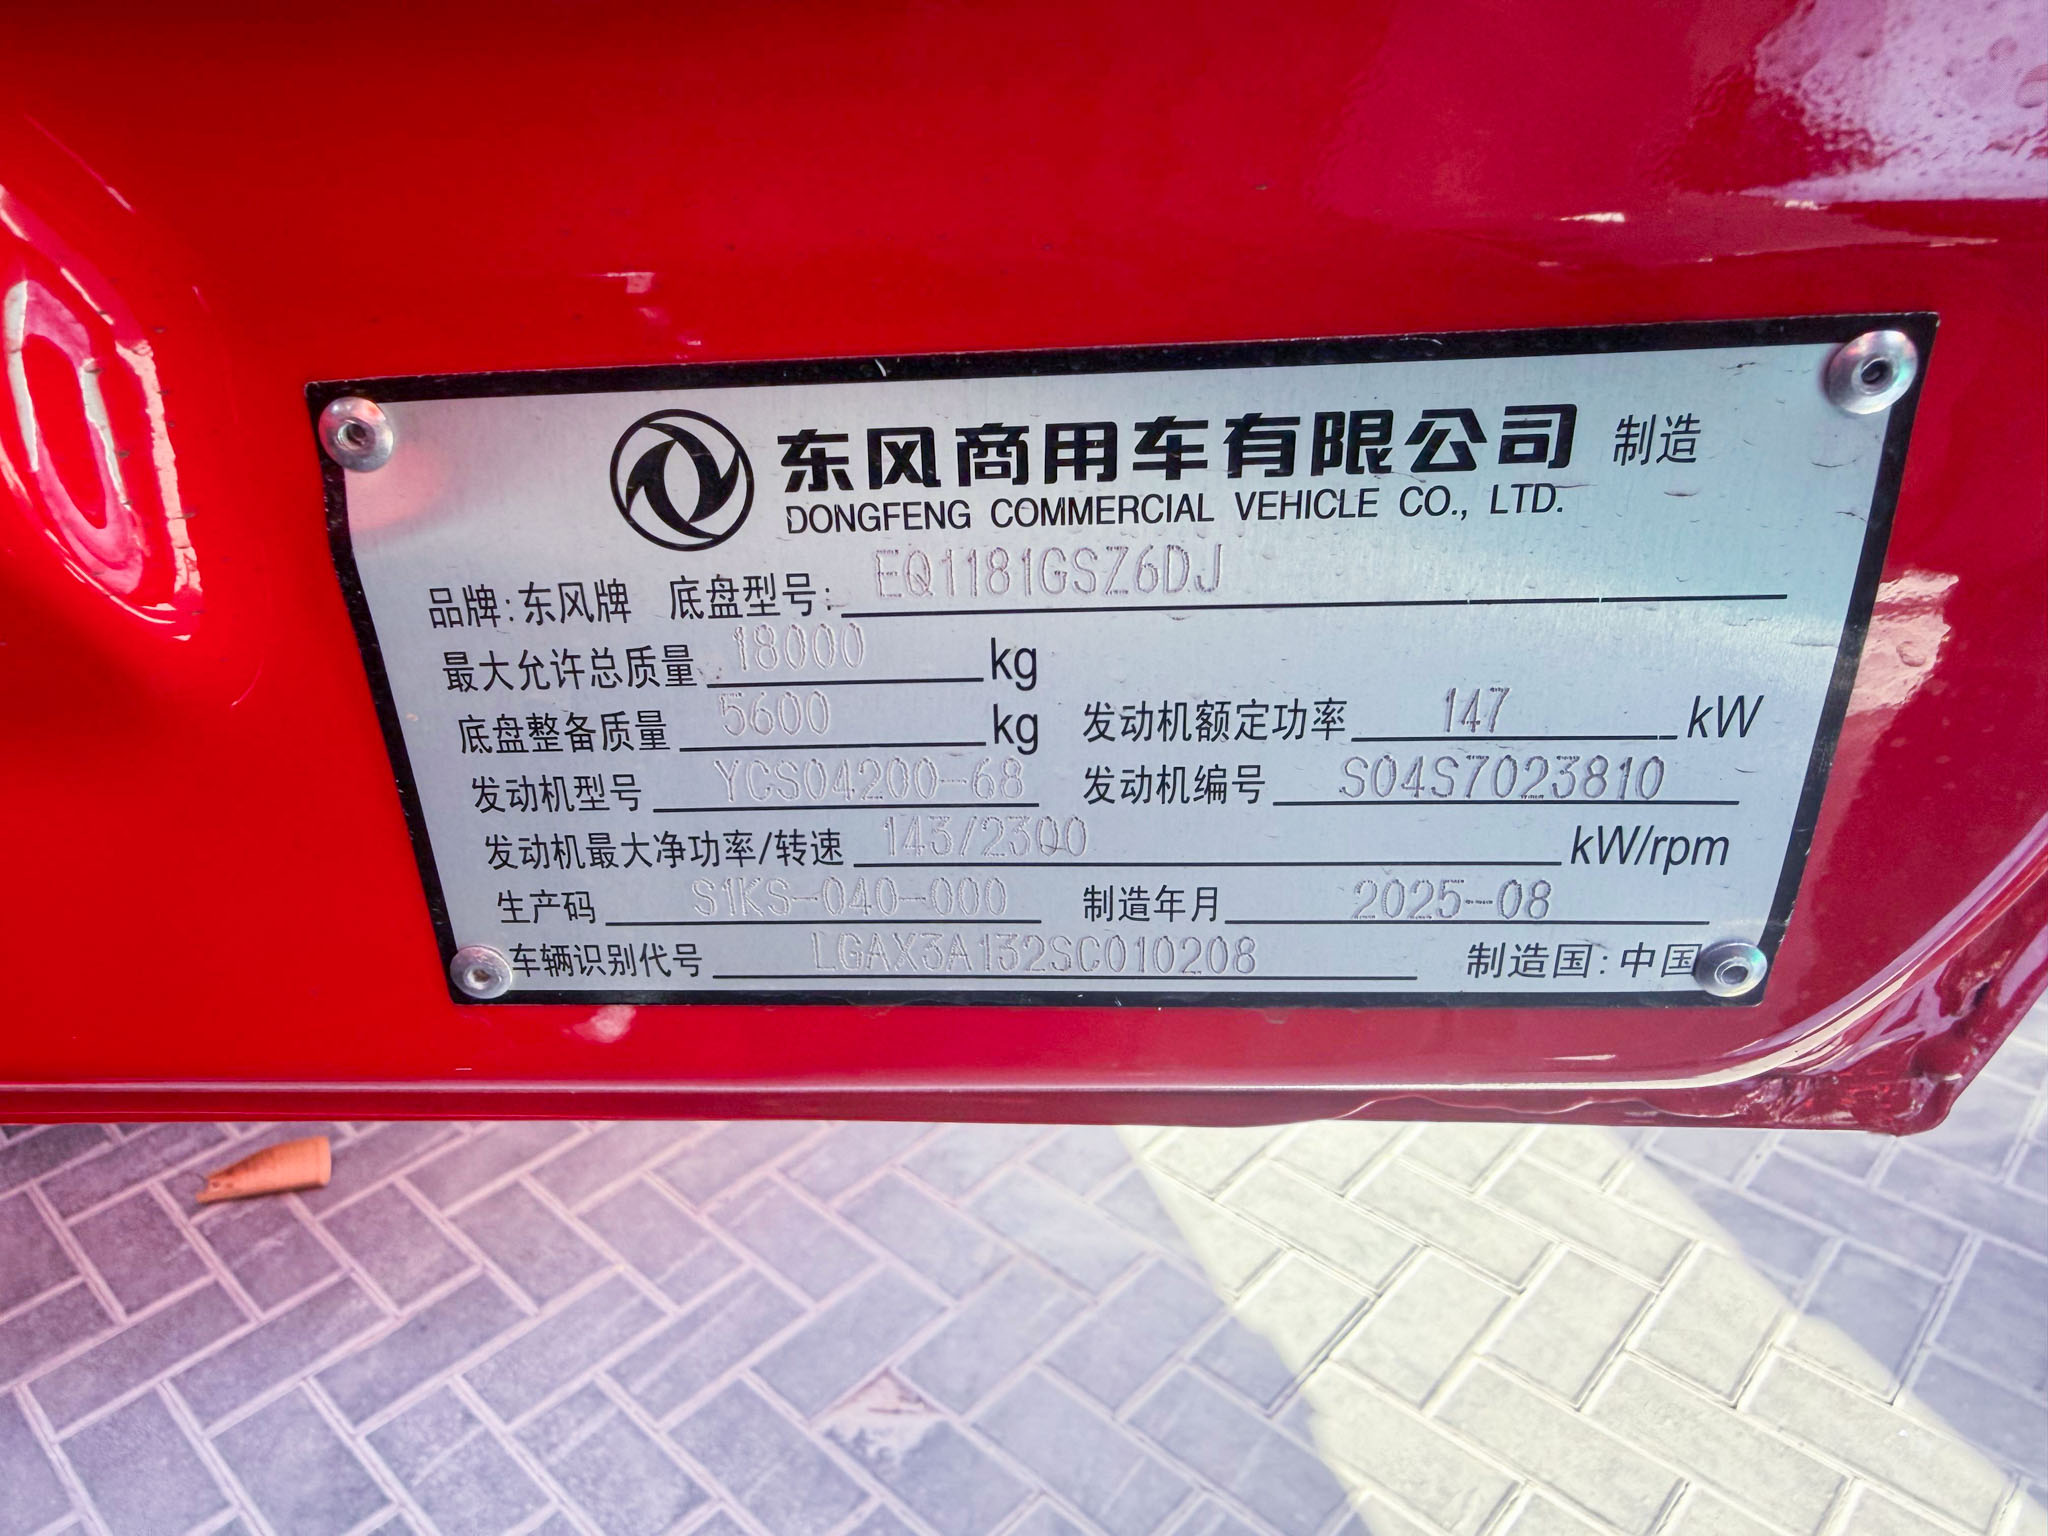 东风商用车有限公司 制造
DONGFENG COMMERCIAL VEHICLE CO., LTD.
品牌: 东风牌 底盘型号: EQ1181GSZ6DJ
最大允许总质量 18000 kg
底盘整备质量 5600 kg 发动机额定功率 147 kW
发动机型号 YCS04200-68 发动机编号 S04S7023810
发动机最大净功率/转速 143/2300 kW/rpm
生产码 S1KS-040-000 制造年月 2025-08
车辆识别代号 LGAX3A132SC010208 制造国: 中国